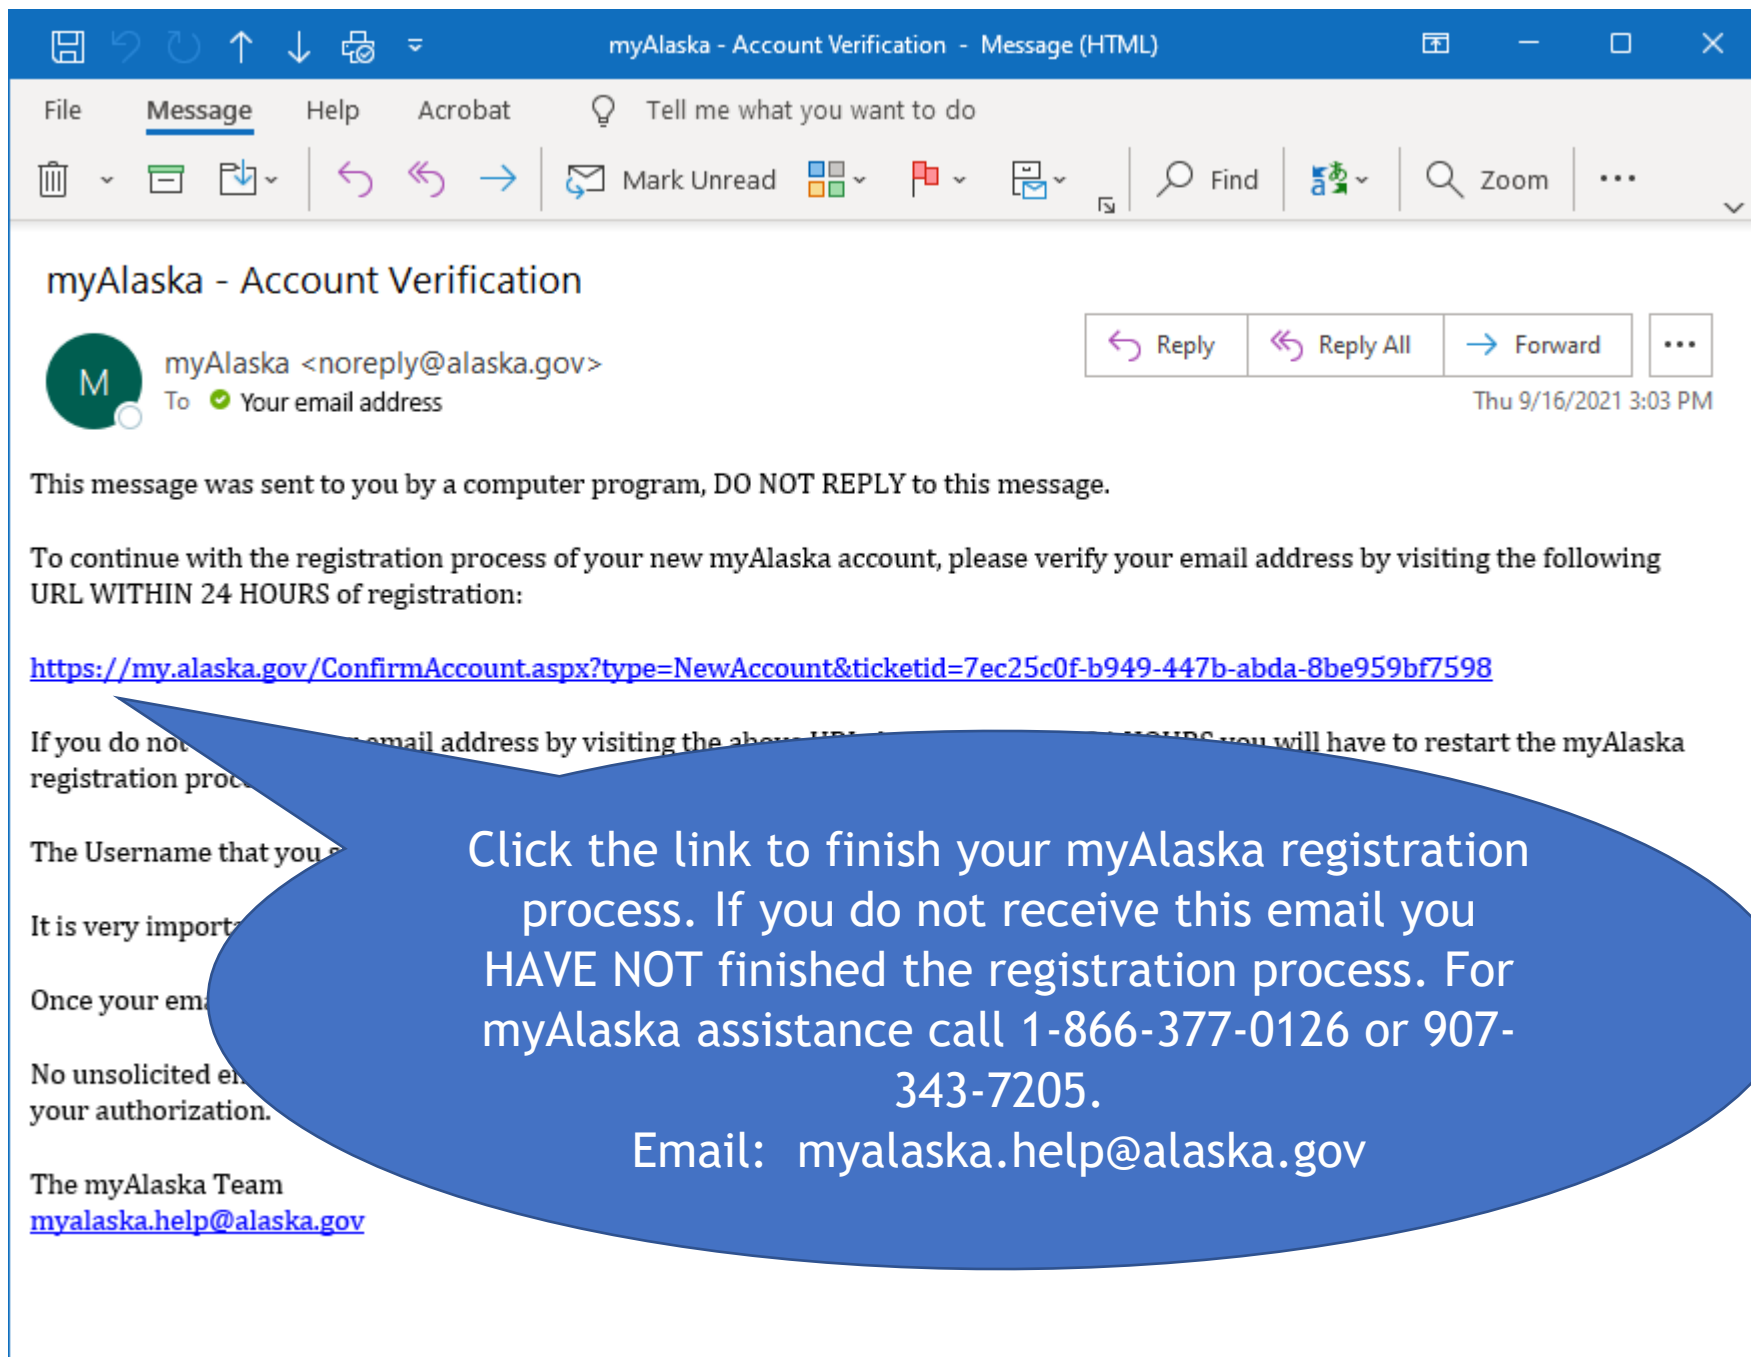 myAlaska - Account Verification - Message (HTML)
File Message Help Acrobat Tell me what you want to do
Mark Unread Find Zoom
myAlaska - Account Verification
Reply Reply All Forward
M
myAlaska <noreply@alaska.gov>
To Your email address
Thu 9/16/2021 3:03 PM
This message was sent to you by a computer program, DO NOT REPLY to this message.
To continue with the registration process of your new myAlaska account, please verify your email address by visiting the following
URL WITHIN 24 HOURS of registration:
https://my.alaska.gov/ConfirmAccount.aspx?type=NewAccount&ticketid=7ec25c0f-b949-447b-abda-8be959bf7598
If you do not email address by visiting the above URL HOURS you will have to restart the myAlaska
registration
The Username that you
It is very
Once your
No unsolicited
your authorization.
The myAlaska Team
myalaska.help@alaska.gov
Click the link to finish your myAlaska registration
process. If you do not receive this email you
HAVE NOT finished the registration process. For
myAlaska assistance call 1-866-377-0126 or 907-
343-7205.
Email: myalaska.help@alaska.gov